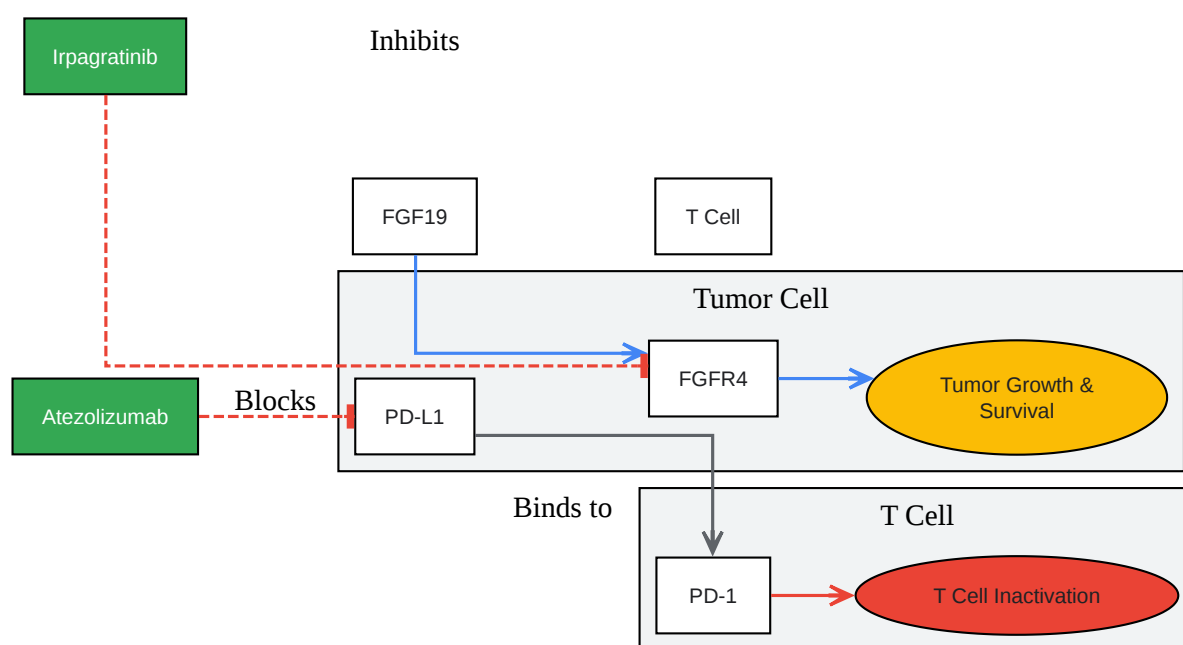 Irpagratinib
Inhibits
FGF19
T Cell
Tumor Cell
FGFR4
Tumor Growth &
Survival
Atezolizumab
Blocks
PD-L1
Binds to
T Cell
PD-1
T Cell Inactivation